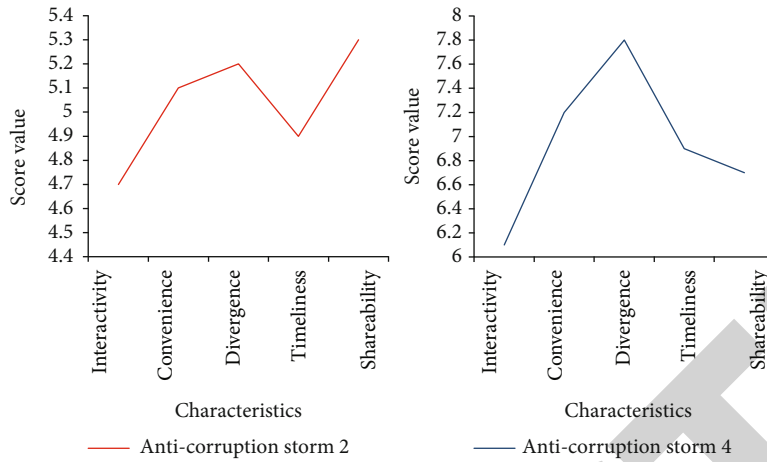 5.4
5.3
5.2
5.1
5
4.9
4.8
4.7
4.6
4.5
4.4
Score value
Interactivity
Convenience
Divergence
Timeliness
Shareability
Characteristics
Anti-corruption storm 2
8
7.8
7.6
7.4
7.2
7
6.8
6.6
6.4
6.2
6
Score value
Interactivity
Convenience
Divergence
Timeliness
Shareability
Characteristics
Anti-corruption storm 4